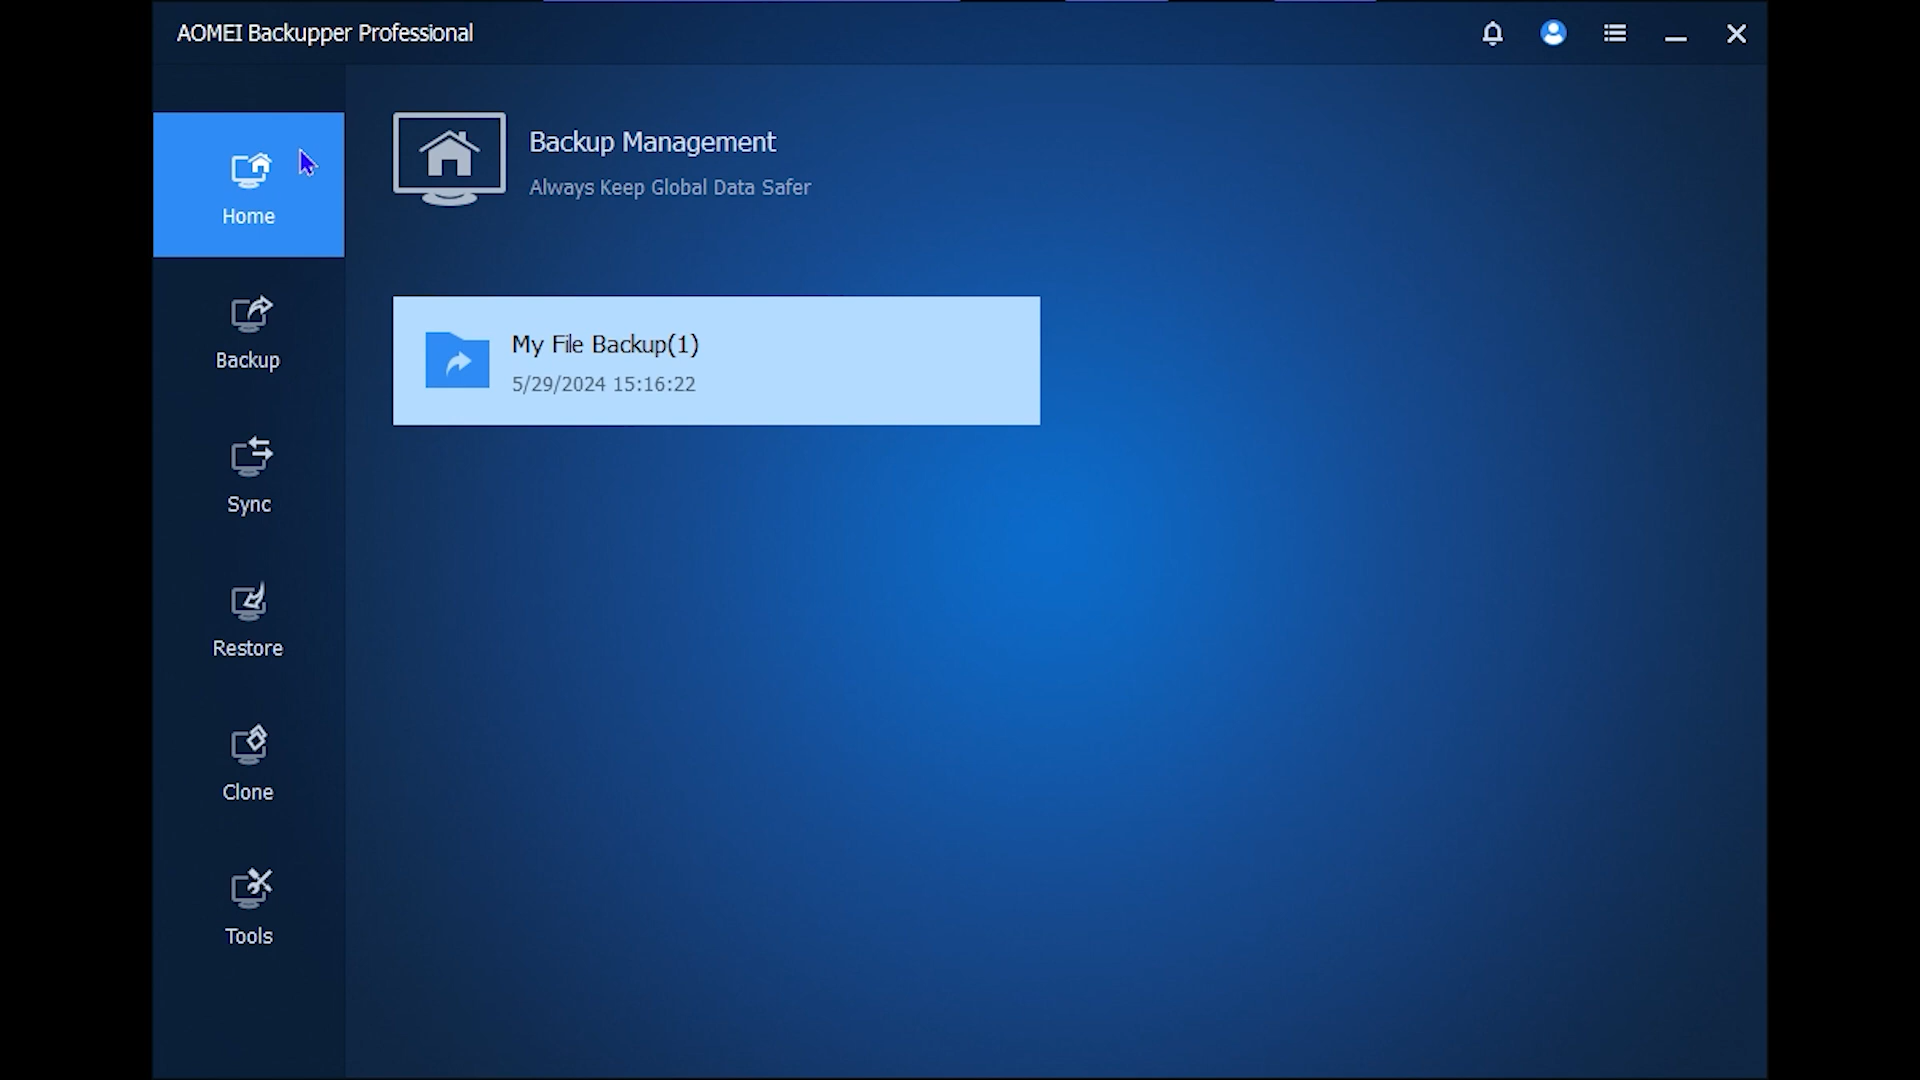 AOMEI Backupper Professional
Home
Backup
Sync
Restore
Clone
Tools
Backup Management
Always Keep Global Data Safer
My File Backup(1)
5/29/2024 15:16:22